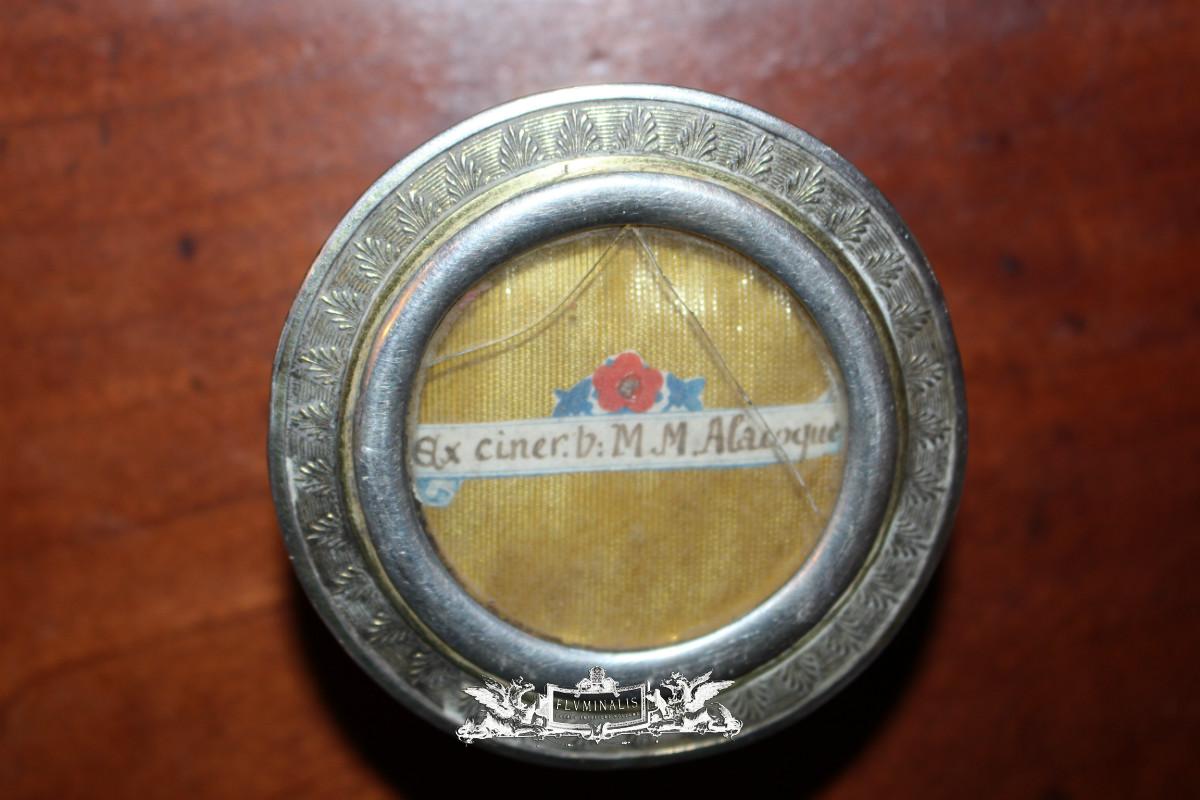 Ex ciner. b: M.M. Alacoque
FLVMINALIS